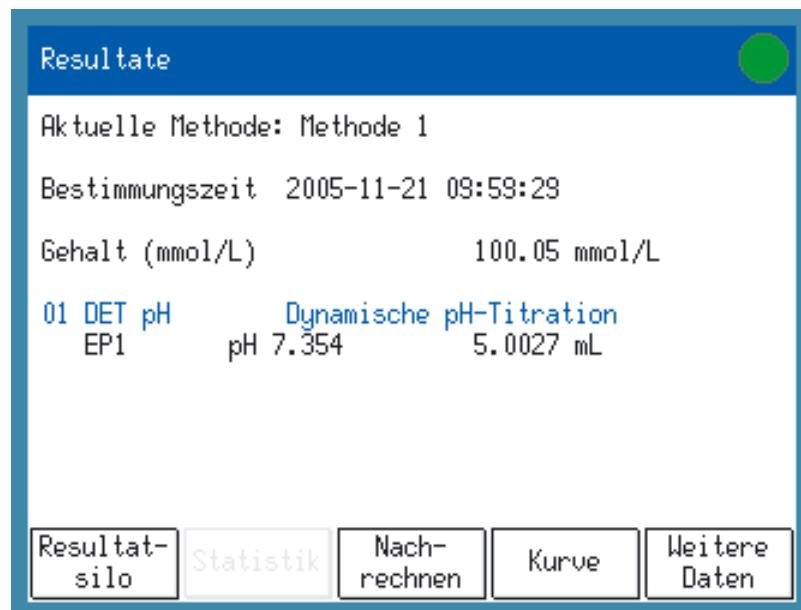 Resultate
Aktuelle Methode: Methode 1
Bestimmungszeit 2005-11-21 09:59:29
Gehalt (mmol/L) 100.05 mmol/L
01 DET pH Dynamische pH-Titration
EP1 pH 7.354 5.0027 mL
Resultat-
silo
Statistik
Nach-
rechnen
Kurve
Weitere
Daten